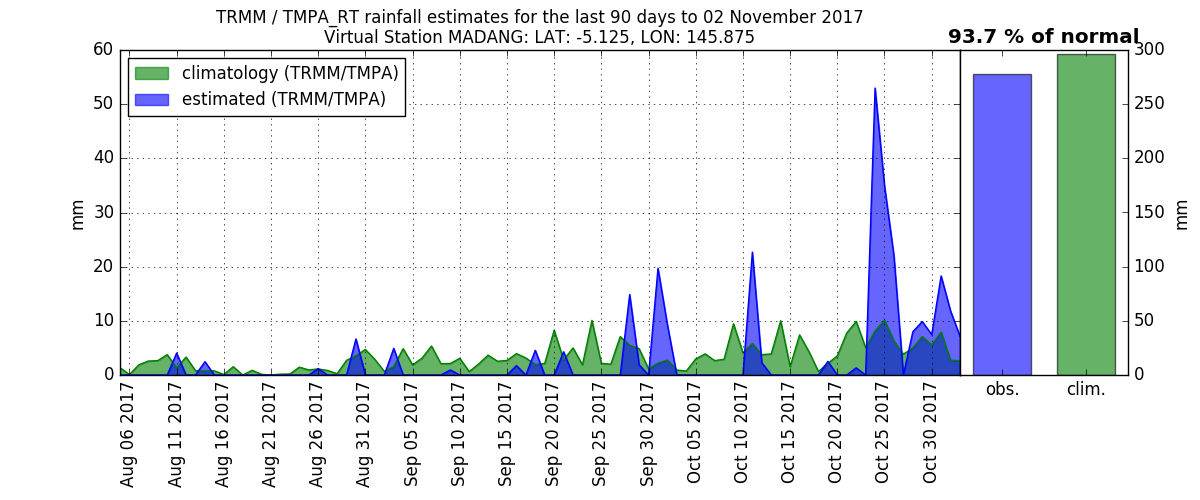 TRMM / TMPA_RT rainfall estimates for the last 90 days to 02 November 2017
Virtual Station MADANG: LAT: -5.125, LON: 145.875
93.7 % of normal
climatology (TRMM/TMPA)
estimated (TRMM/TMPA)
60
50
40
30
20
10
0
mm
300
250
200
150
100
50
0
mm
Aug 06 2017
Aug 11 2017
Aug 16 2017
Aug 21 2017
Aug 26 2017
Aug 31 2017
Sep 05 2017
Sep 10 2017
Sep 15 2017
Sep 20 2017
Sep 25 2017
Sep 30 2017
Oct 05 2017
Oct 10 2017
Oct 15 2017
Oct 20 2017
Oct 25 2017
Oct 30 2017
obs.
clim.